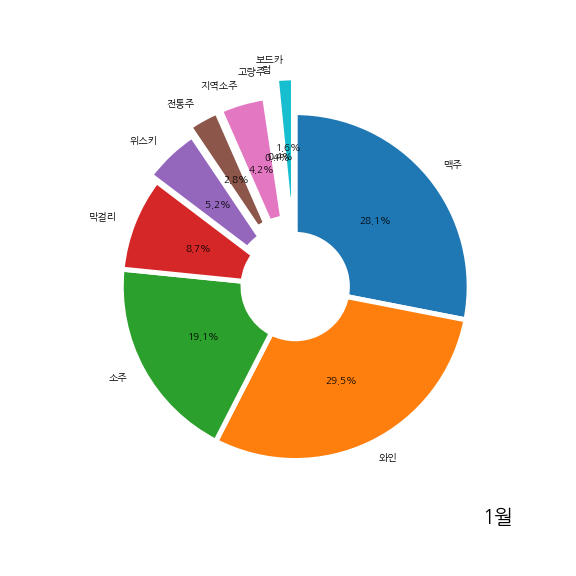 보드카
럼
고량주
지역소주
전통주
위스키
막걸리
소주
와인
맥주
1.6%
4.2%
2.8%
5.2%
8.7%
19.1%
29.5%
28.1%
1월